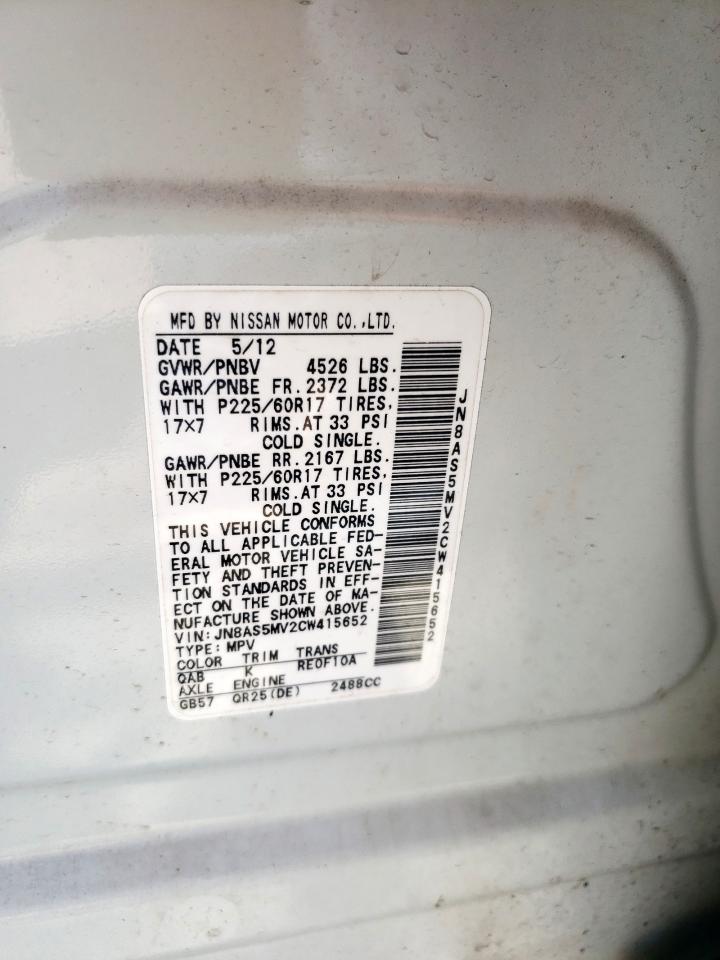 MFD BY NISSAN MOTOR CO.,LTD.
DATE 5/12
GVWR/PNBV 4526 LBS.
GAWR/PNBE FR. 2372 LBS.
WITH P225/60R17 TIRES,
17×7 RIMS.AT 33 PSI
COLD SINGLE.
GAWR/PNBE RR. 2167 LBS.
WITH P225/60R17 TIRES,
17×7 RIMS.AT 33 PSI
COLD SINGLE.
THIS VEHICLE CONFORMS
TO ALL APPLICABLE FED-
ERAL MOTOR VEHICLE SA-
FETY AND THEFT PREVEN-
TION STANDARDS IN EFF-
ECT ON THE DATE OF MA-
NUFACTURE SHOWN ABOVE.
VIN: JN8AS5MV2CW415652
TYPE: MPV
COLOR TRIM TRANS
QAB K RE0F10A
AXLE ENGINE
GB57 QR25(DE) 2488CC
JN8AS5MV2CW415652